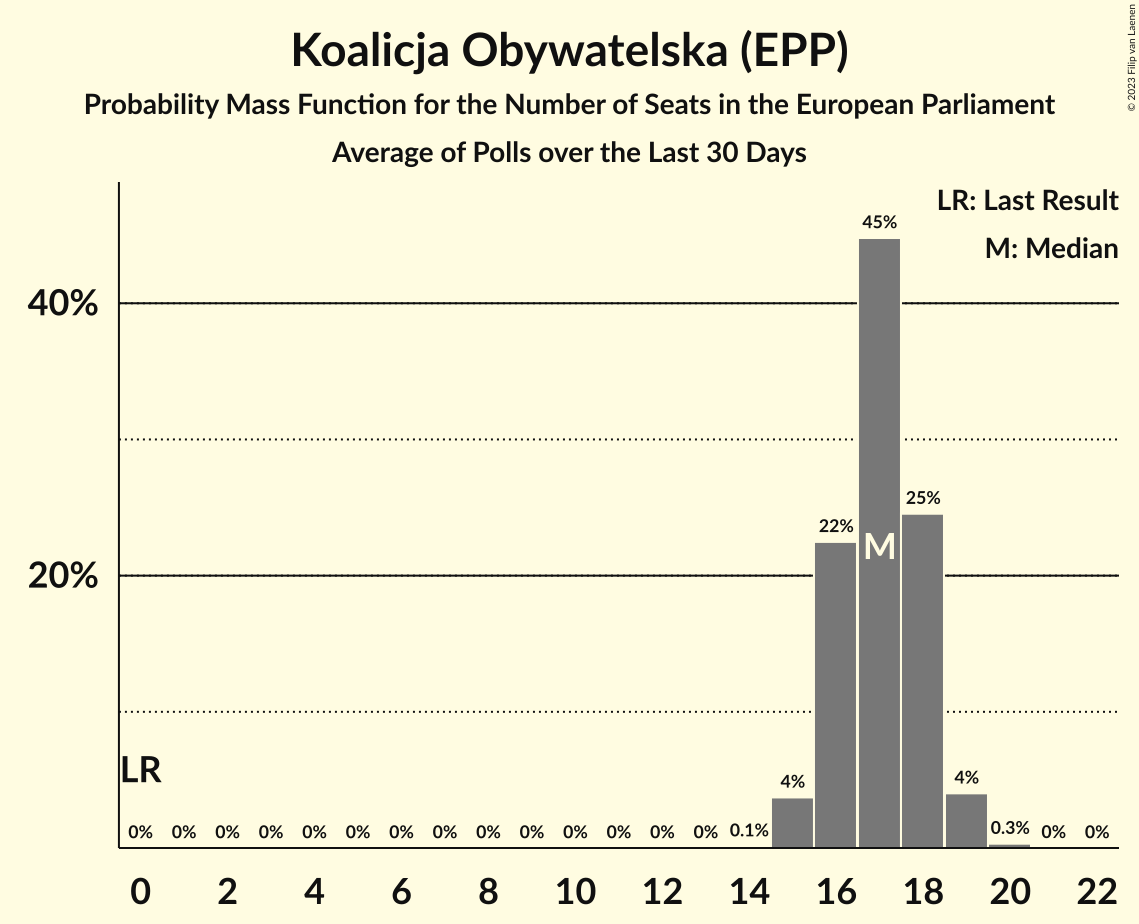 Koalicja Obywatelska (EPP)
Probability Mass Function for the Number of Seats in the European Parliament
Average of Polls over the Last 30 Days
© 2023 Filip van Laenen
LR: Last Result
M: Median
45%
40%
25%
22%
M
20%
LR
4% 4%
0% 0% 0% 0% 0% 0% 0% 0% 0% 0% 0% 0% 0% 0% 0.1% 0.3% 0% 0%
0 2 4 6 8 10 12 14 16 18 20 22